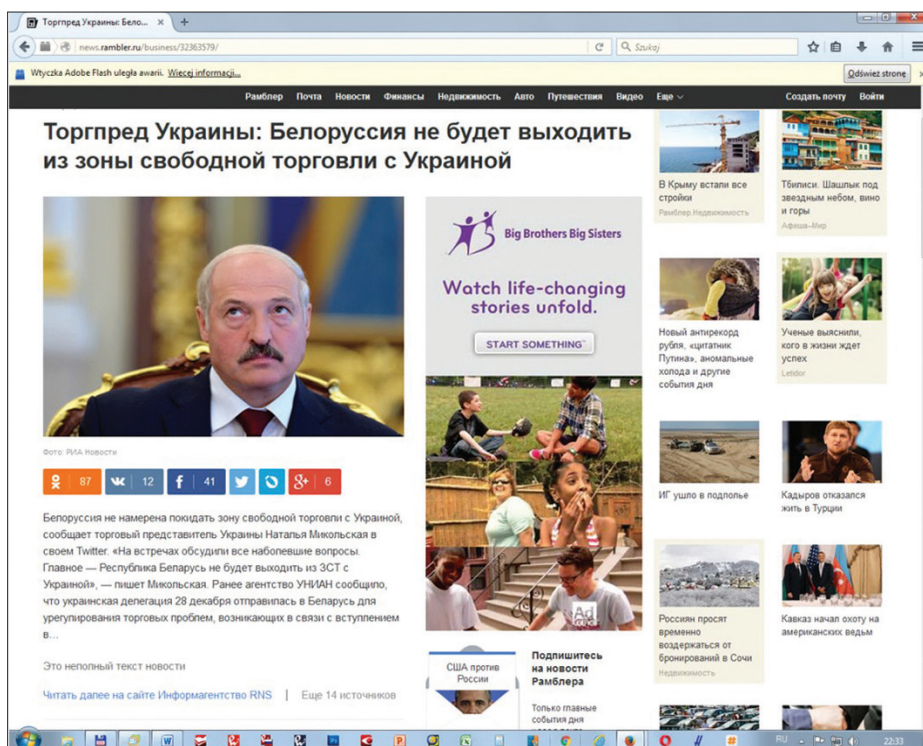 Торгпред Украины: Бело...
news.rambler.ru/business/32363579/
Szukaj
Wtyczka Adobe Flash uległa awarii. Więcej informacji...
Odśwież stronę
Рамблер Почта Новости Финансы Недвижимость Авто Путешествия Видео Еще
Создать почту Войти
Торгпред Украины: Белоруссия не будет выходить
из зоны свободной торговли с Украиной
Фото: РИА Новости
87 12 41 6
Белоруссия не намерена покидать зону свободной торговли с Украиной,
сообщает торговый представитель Украины Наталья Микольская в
своем Twitter. «На встречах обсудили все наболевшие вопросы.
Главное — Республика Беларусь не будет выходить из ЗСТ с
Украиной», — пишет Микольская. Ранее агентство УНИАН сообщило,
что украинская делегация 28 декабря отправилась в Беларусь для
урегулирования торговых проблем, возникающих в связи с вступлением
в...
Это неполный текст новости
Читать далее на сайте Информагентство RNS | Еще 14 источников
Big Brothers Big Sisters
Watch life-changing
stories unfold.
START SOMETHING™
Ad
США против
России
Подпишитесь
на новости
Рамблера
Только главные
события дня
В Крыму встали все
стройки
Рамблер.Недвижимость
Тбилиси. Шашлык под
звездным небом, вино
и горы
Афиша-Мир
Новый антирекорд
рубля, «цитатник
Путина», аномальные
холода и другие
события дня
Ученые выяснили,
кого в жизни ждет
успех
Letidor
ИГ ушло в подполье
Кадыров отказался
жить в Турции
Россиян просят
временно
воздержаться от
бронирований в Сочи
Недвижимость
Кавказ начал охоту на
американских ведьм
RU
22:33